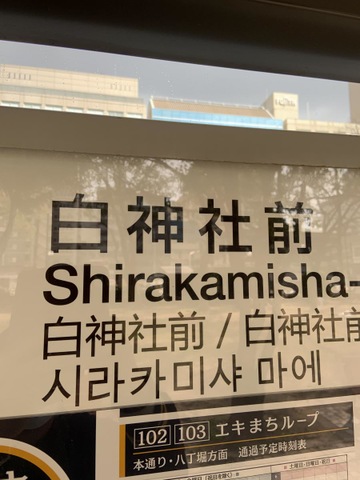 白神社前
Shirakamisha-
白神社前 / 白神社前
시라카미샤 마에
102 103 エキまちループ
本通り・八丁堀方面 通過予定時刻表